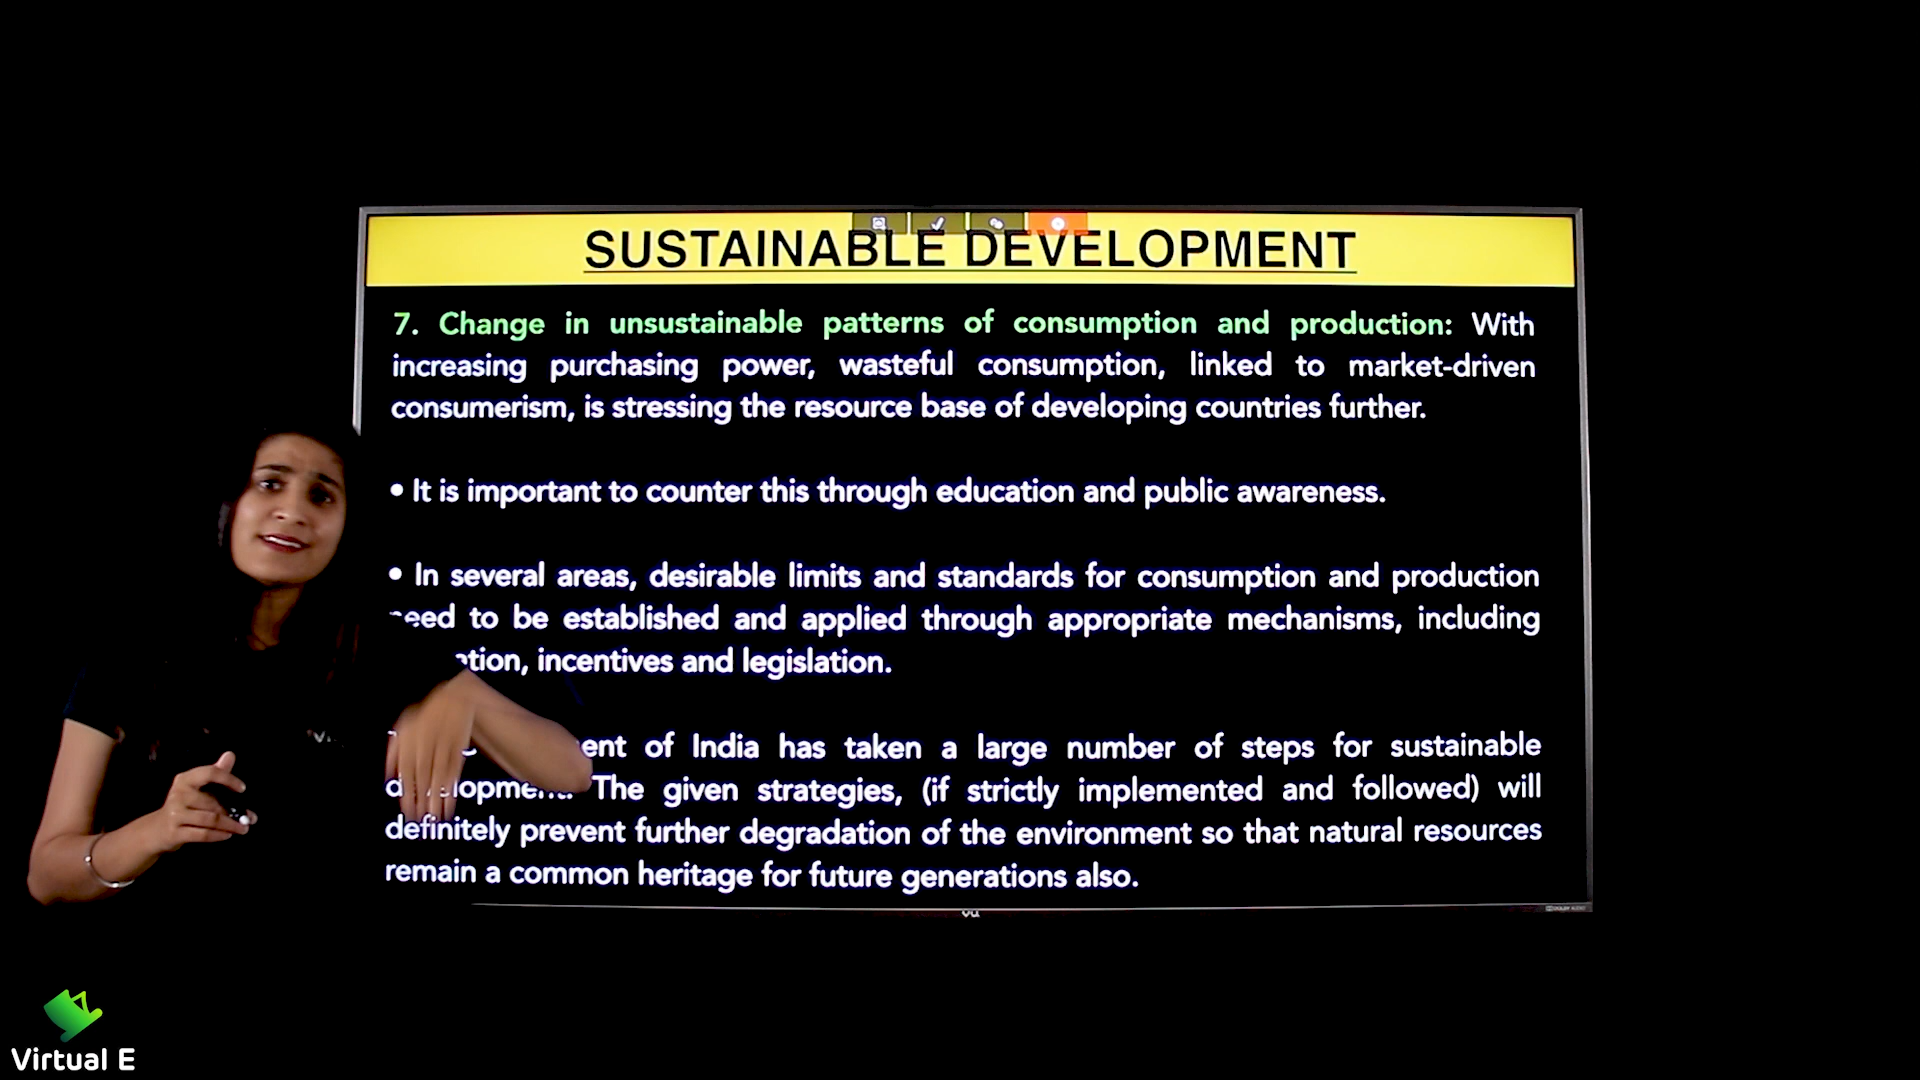 SUSTAINABLE DEVELOPMENT
7. Change in unsustainable patterns of consumption and production: With
increasing purchasing power, wasteful consumption, linked to market-driven
consumerism, is stressing the resource base of developing countries further.
• It is important to counter this through education and public awareness.
• In several areas, desirable limits and standards for consumption and production
to be established and applied through appropriate mechanisms, including
incentives and legislation.
of India has taken a large number of steps for sustainable
The given strategies, (if strictly implemented and followed) will
definitely prevent further degradation of the environment so that natural resources
remain a common heritage for future generations also.
Vu
Virtual E